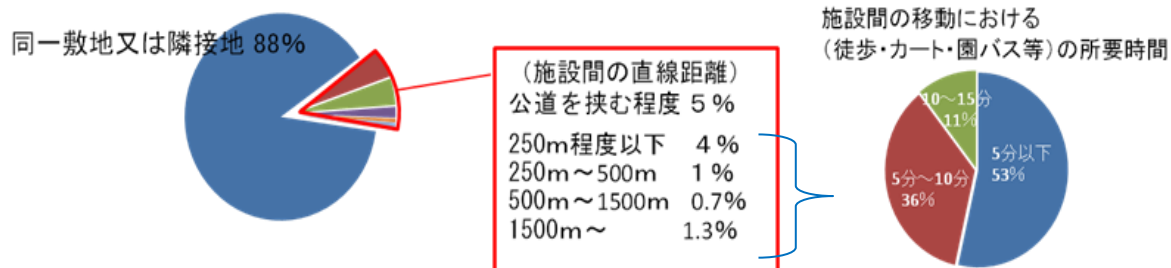 同一敷地又は隣接地 88%
（施設間の直線距離）
公道を挟む程度 5%
250m程度以下 4%
250m～500m 1%
500m～1500m 0.7%
1500m～ 1.3%
施設間の移動における
（徒歩・カート・園バス等）の所要時間
10～15分
11%
5分以下
53%
5分～10分
36%